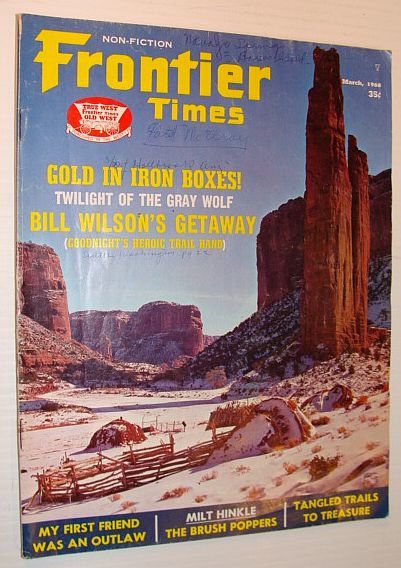 NON-FICTION
Frontier
Times
March, 1968
35¢
TRUE WEST
Frontier Times
OLD WEST
GOLD IN IRON BOXES!
TWILIGHT OF THE GRAY WOLF
BILL WILSON'S GETAWAY
(GOODNIGHT'S HEROIC TRAIL HAND)
MY FIRST FRIEND
WAS AN OUTLAW
MILT HINKLE
THE BRUSH POPPERS
TANGLED TRAILS
TO TREASURE